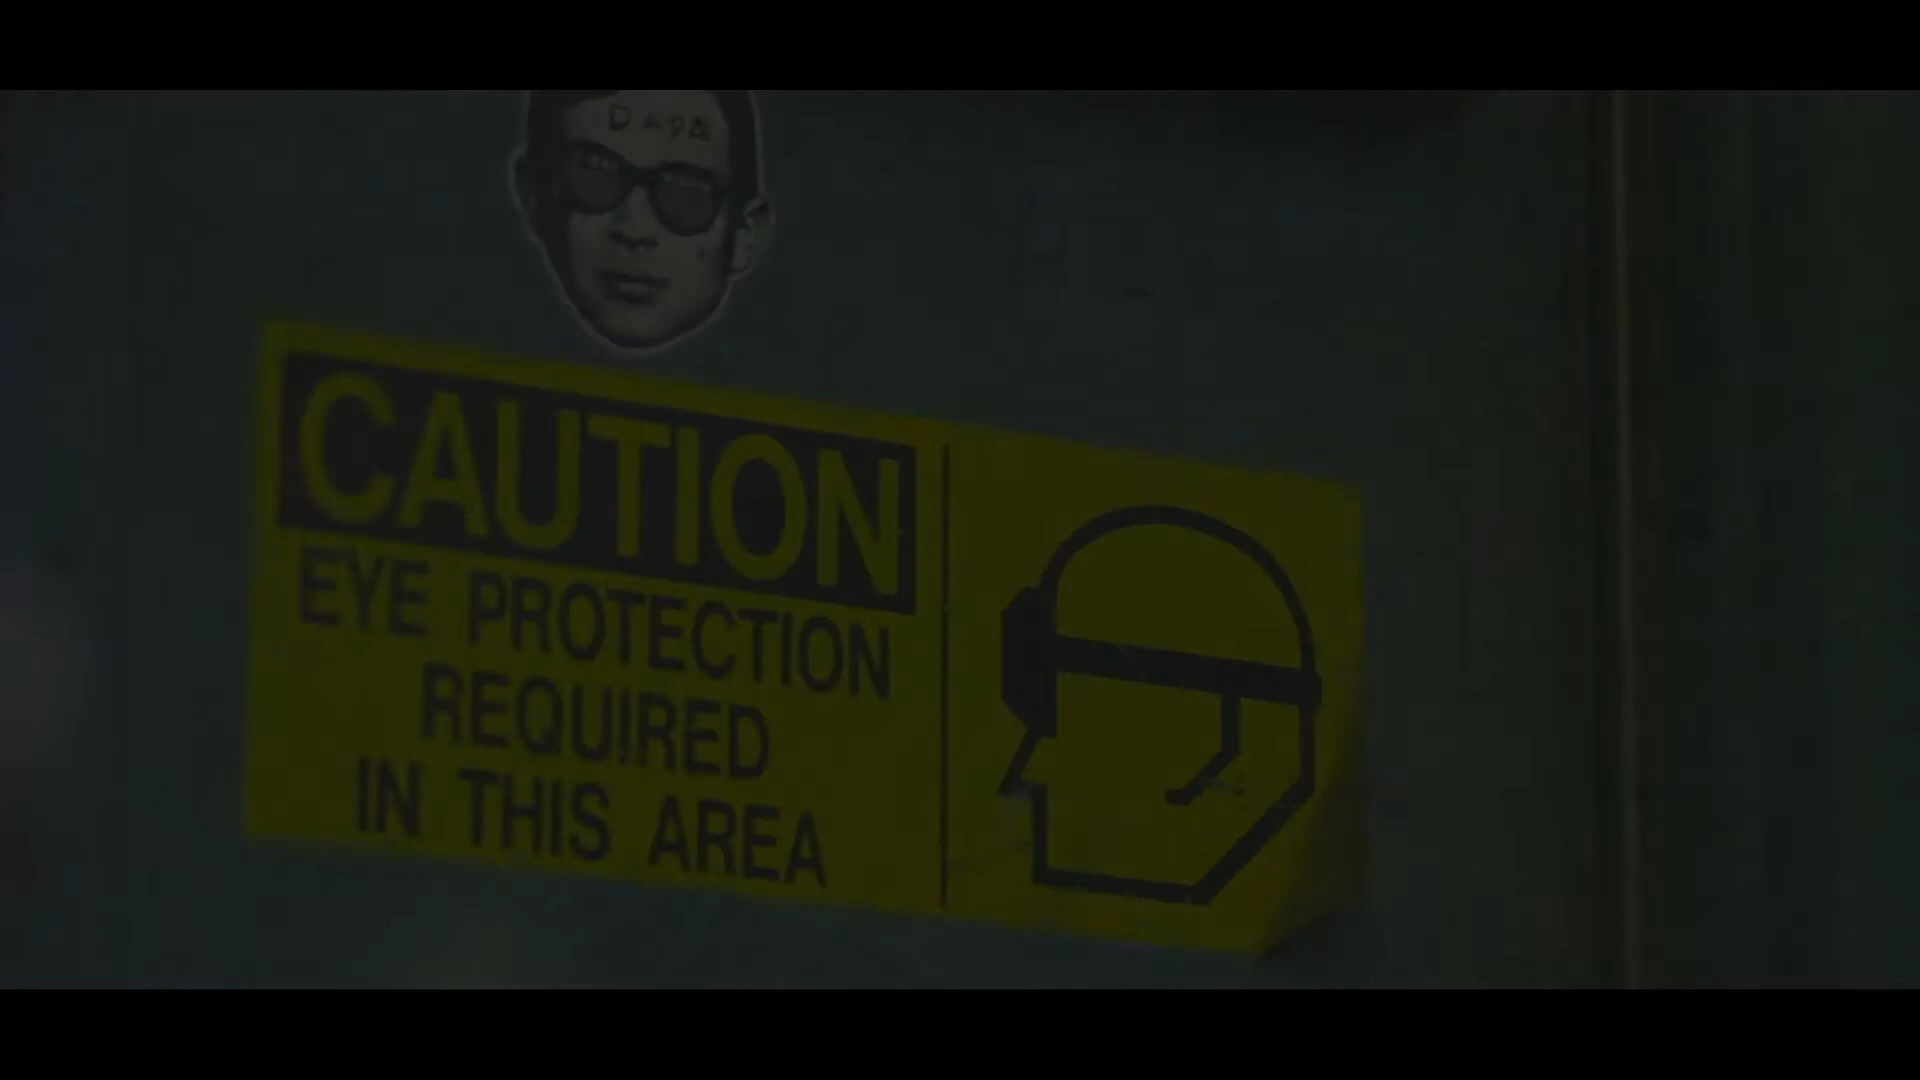 CAUTION
EYE PROTECTION
REQUIRED
IN THIS AREA